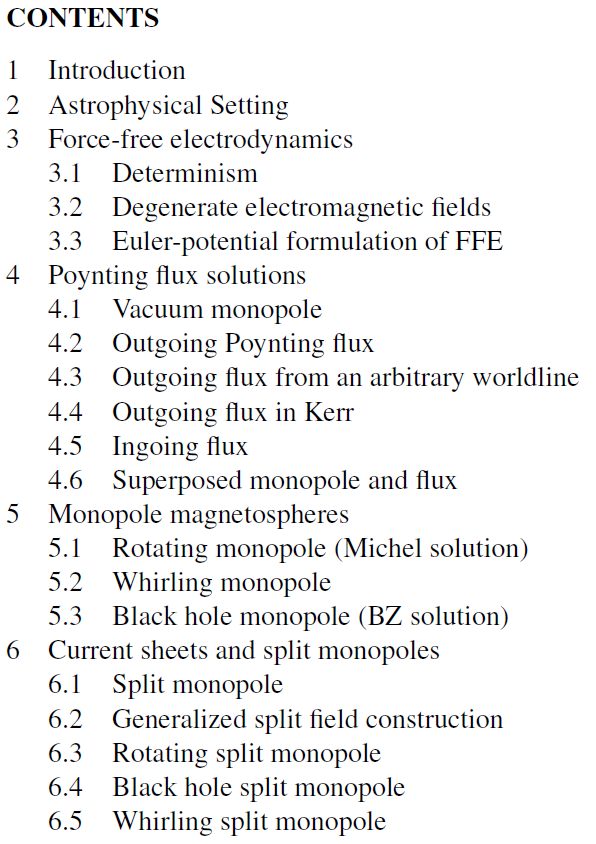 CONTENTS
1 Introduction
2 Astrophysical Setting
3 Force-free electrodynamics
3.1 Determinism
3.2 Degenerate electromagnetic fields
3.3 Euler-potential formulation of FFE
4 Poynting flux solutions
4.1 Vacuum monopole
4.2 Outgoing Poynting flux
4.3 Outgoing flux from an arbitrary worldline
4.4 Outgoing flux in Kerr
4.5 Ingoing flux
4.6 Superposed monopole and flux
5 Monopole magnetospheres
5.1 Rotating monopole (Michel solution)
5.2 Whirling monopole
5.3 Black hole monopole (BZ solution)
6 Current sheets and split monopoles
6.1 Split monopole
6.2 Generalized split field construction
6.3 Rotating split monopole
6.4 Black hole split monopole
6.5 Whirling split monopole